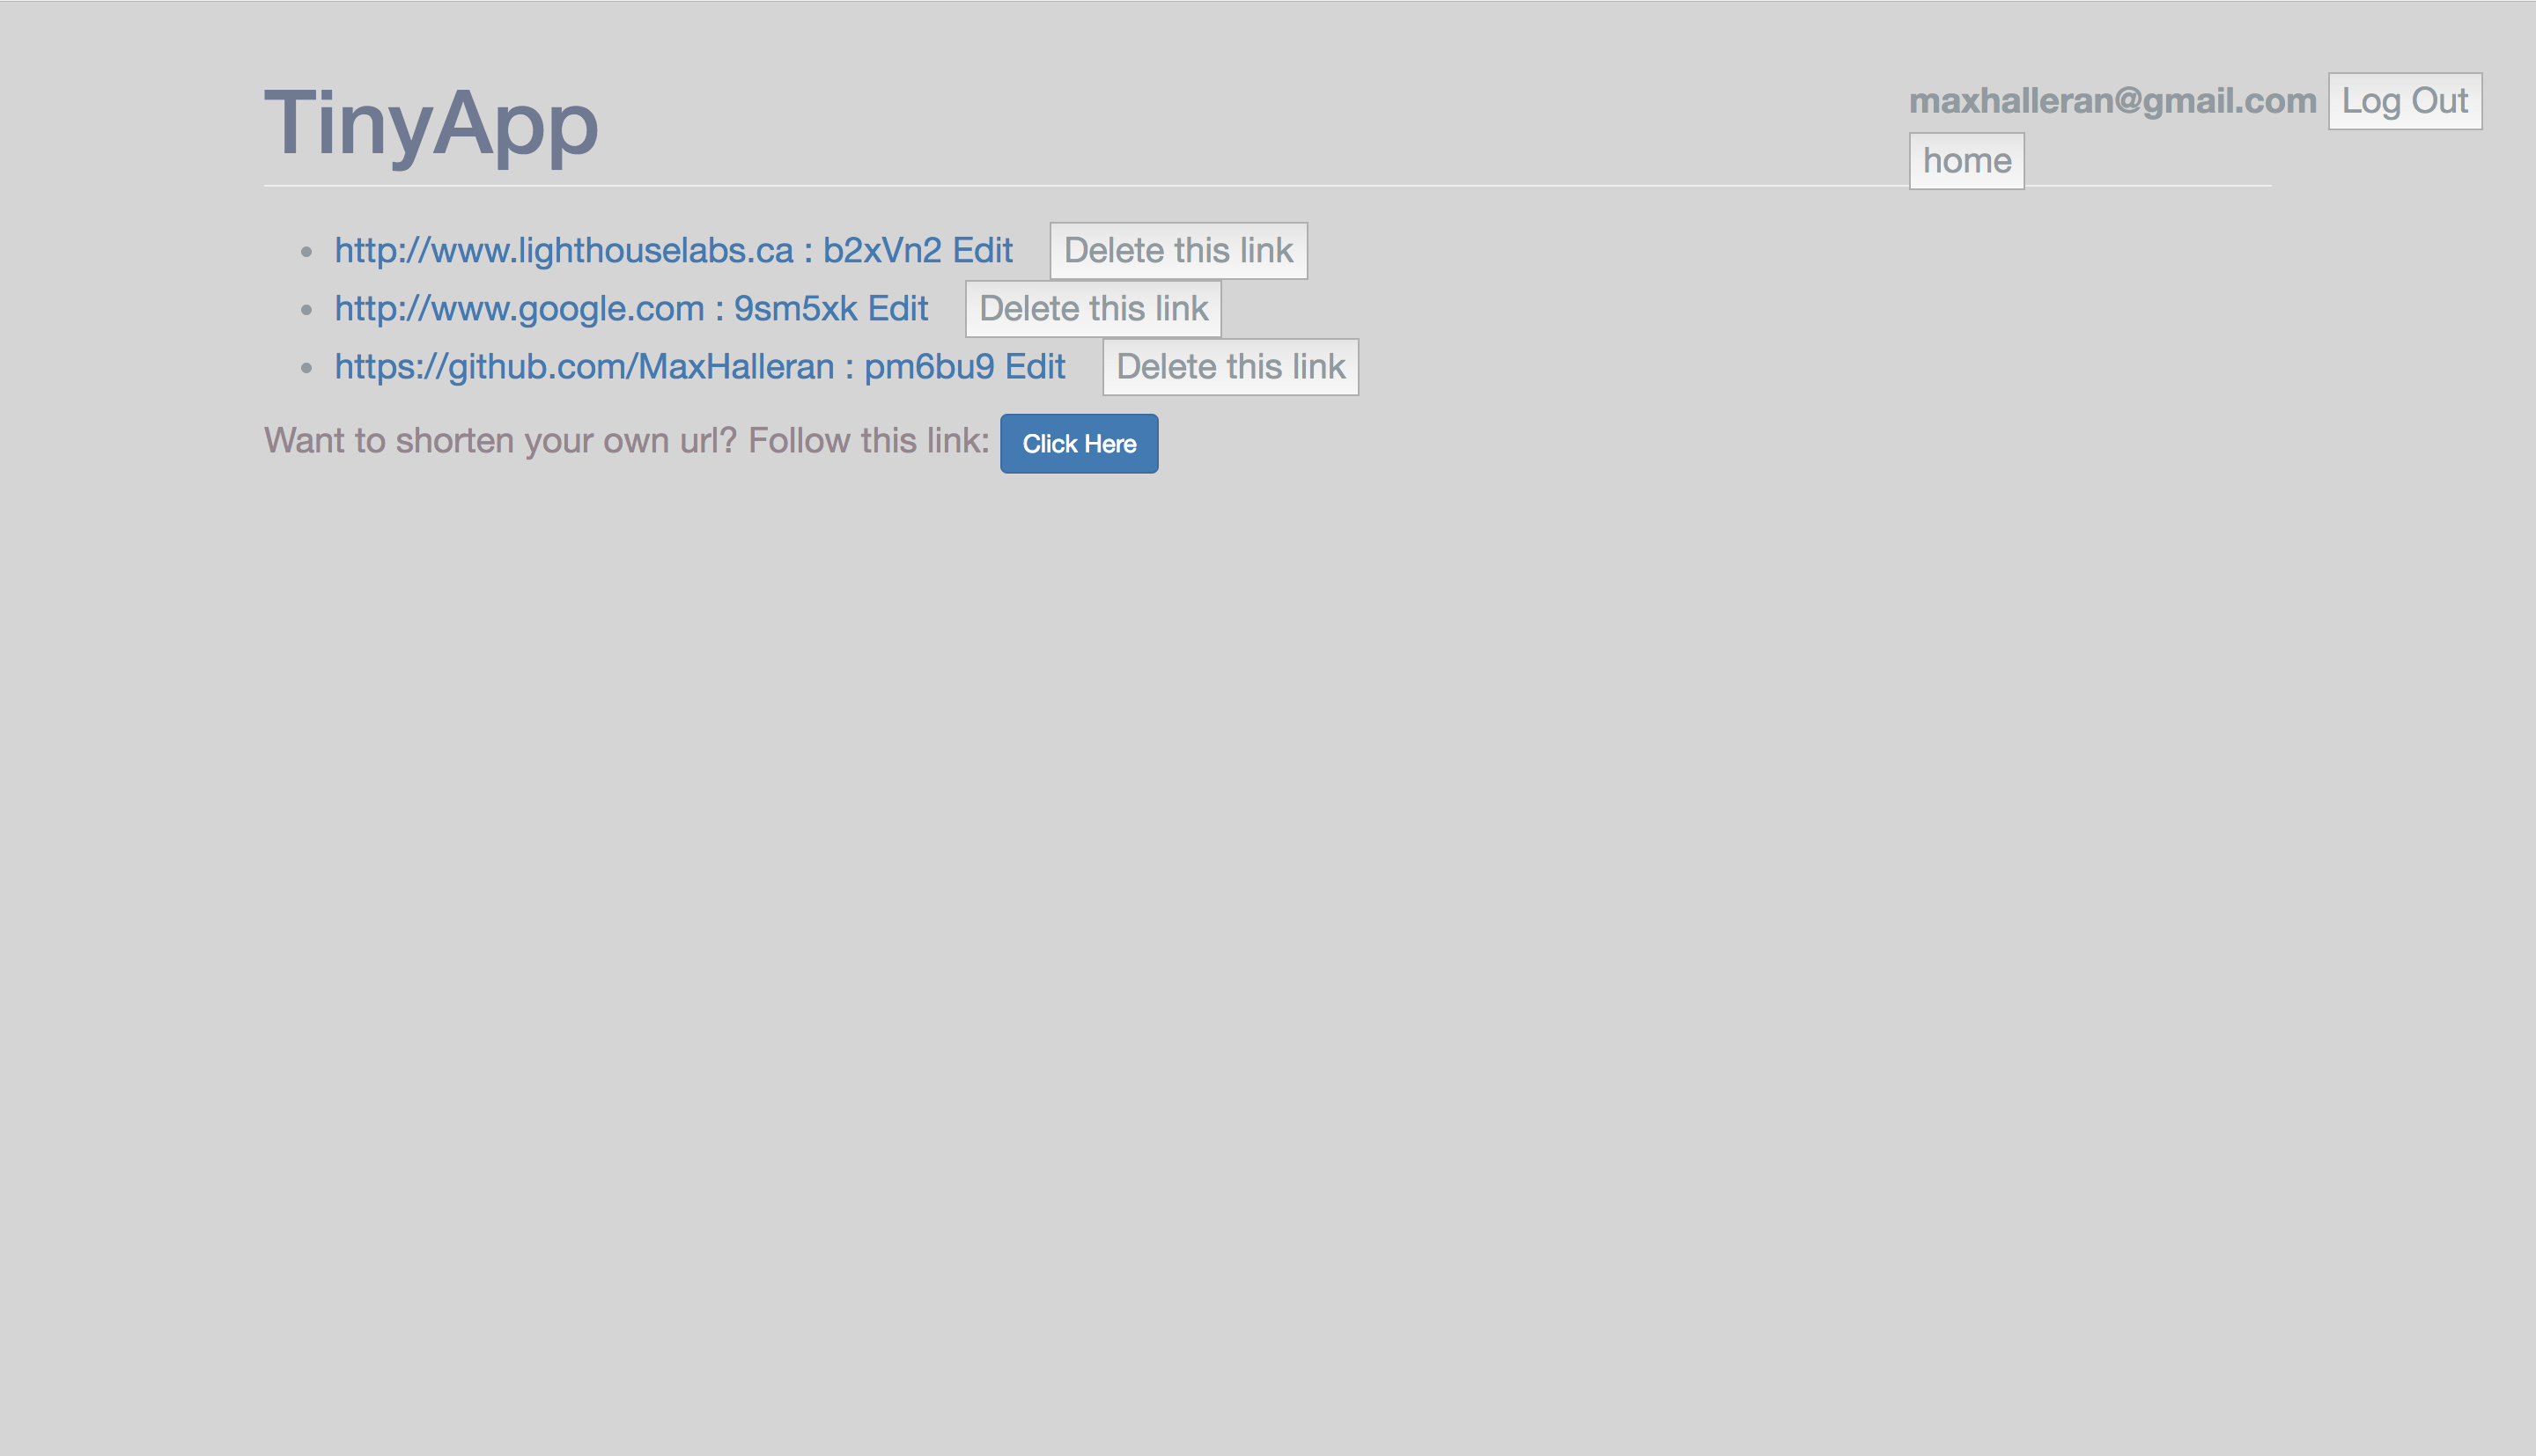 TinyApp
maxhalleran@gmail.com Log Out
home
http://www.lighthouselabs.ca : b2xVn2 Edit Delete this link
http://www.google.com : 9sm5xk Edit Delete this link
https://github.com/MaxHalleran : pm6bu9 Edit Delete this link
Want to shorten your own url? Follow this link: Click Here